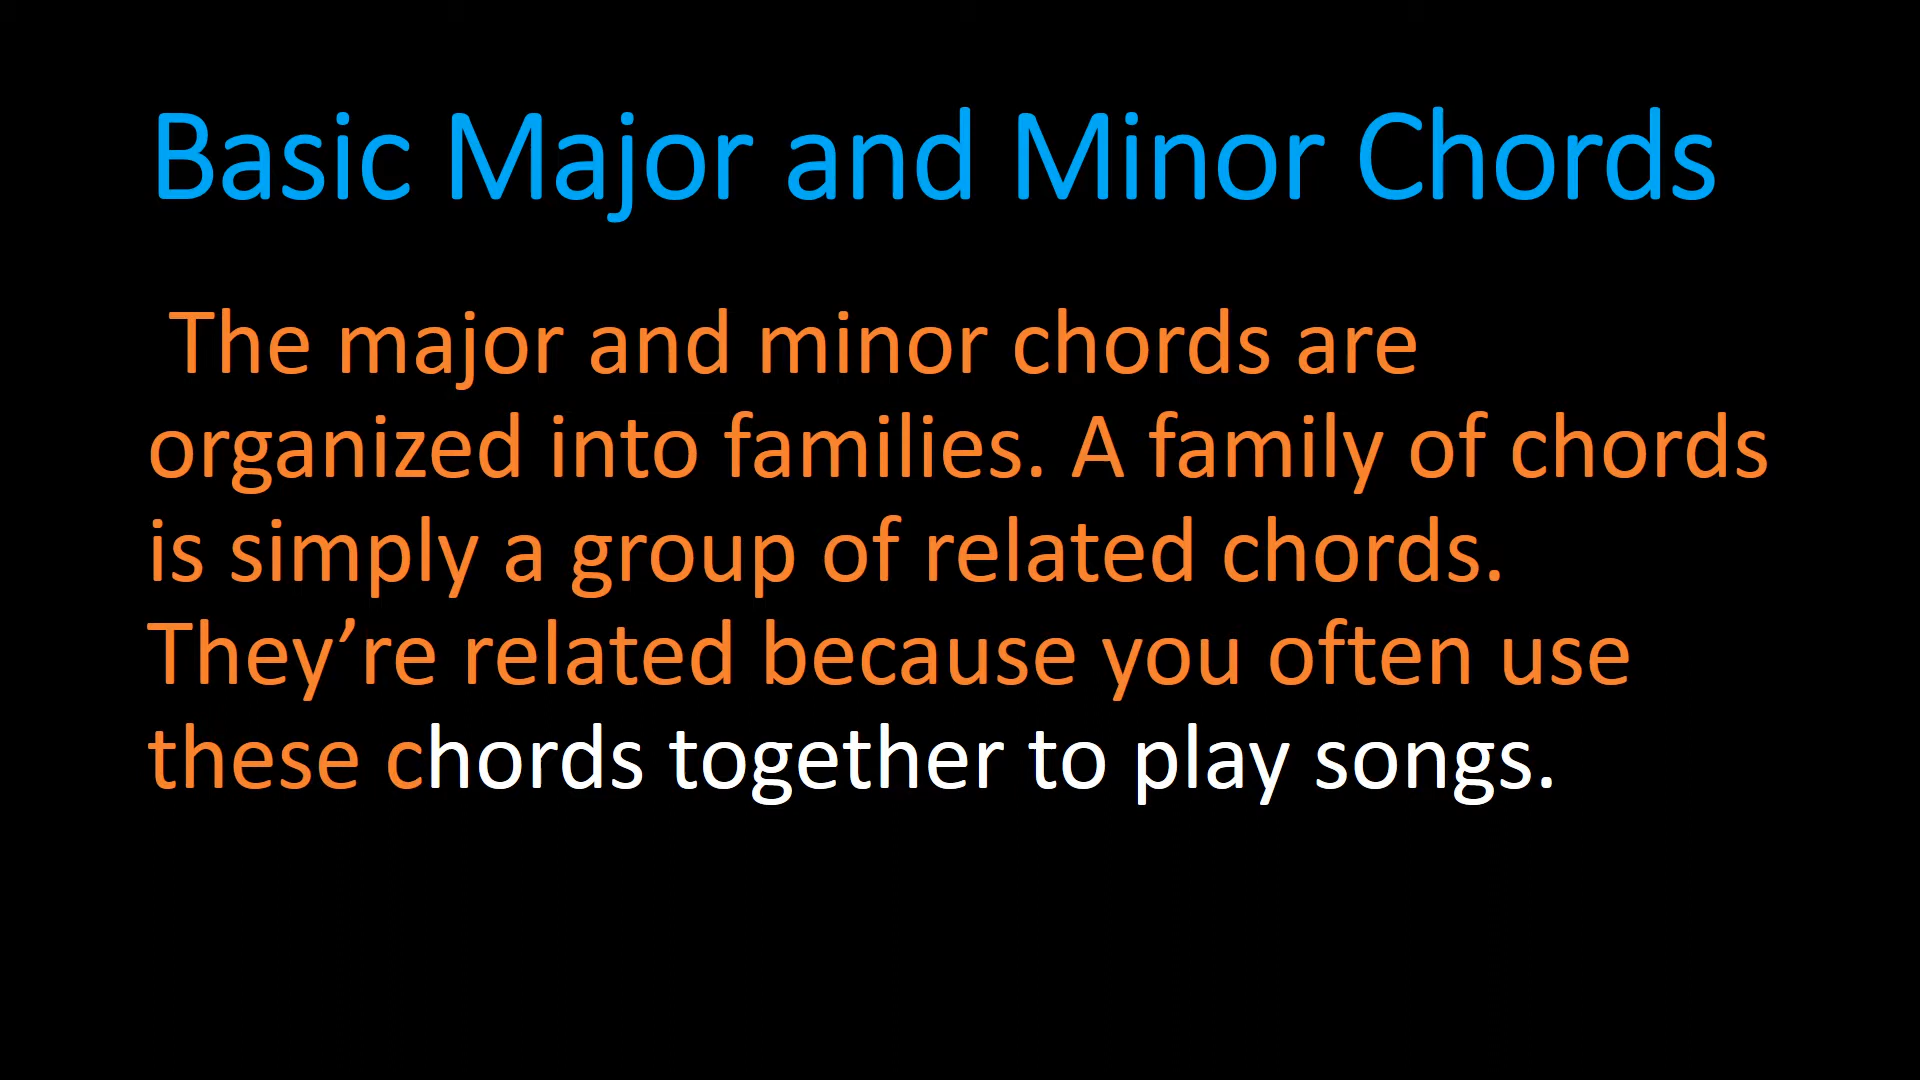 Basic Major and Minor Chords
The major and minor chords are
organized into families. A family of chords
is simply a group of related chords.
They’re related because you often use
these chords together to play songs.